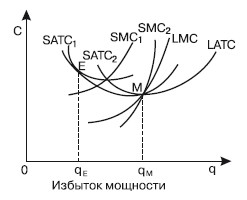 C
SATC₁
SATC₂
SMC₁
SMC₂
LMC
LATC
E
M
0
qE
qM
q
Избыток мощности